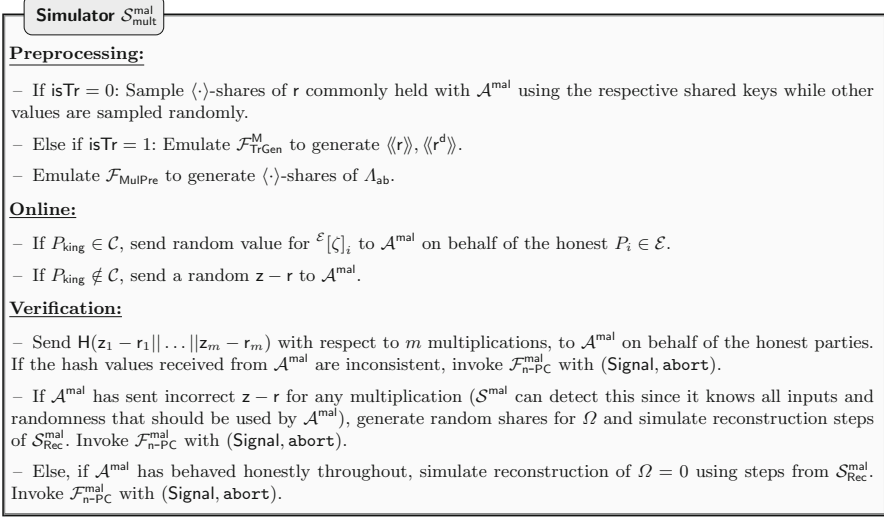 Simulator 𝒮^mal_mult
Preprocessing:
– If isTr = 0: Sample ⟨·⟩-shares of r commonly held with 𝒜^mal using the respective shared keys while other
values are sampled randomly.
– Else if isTr = 1: Emulate ℱ^M_TrGen to generate ⟪r⟫, ⟪r^d⟫.
– Emulate ℱ_MulPre to generate ⟨·⟩-shares of Λ_ab.
Online:
– If P_king ∈ 𝒞, send random value for ^ℰ[ζ]_i to 𝒜^mal on behalf of the honest P_i ∈ ℰ.
– If P_king ∉ 𝒞, send a random z − r to 𝒜^mal.
Verification:
– Send H(z_1 − r_1||...||z_m − r_m) with respect to m multiplications, to 𝒜^mal on behalf of the honest parties.
If the hash values received from 𝒜^mal are inconsistent, invoke ℱ^mal_n-PC with (Signal, abort).
– If 𝒜^mal has sent incorrect z − r for any multiplication (𝒮^mal can detect this since it knows all inputs and
randomness that should be used by 𝒜^mal), generate random shares for Ω and simulate reconstruction steps
of 𝒮^mal_Rec. Invoke ℱ^mal_n-PC with (Signal, abort).
– Else, if 𝒜^mal has behaved honestly throughout, simulate reconstruction of Ω = 0 using steps from 𝒮^mal_Rec.
Invoke ℱ^mal_n-PC with (Signal, abort).